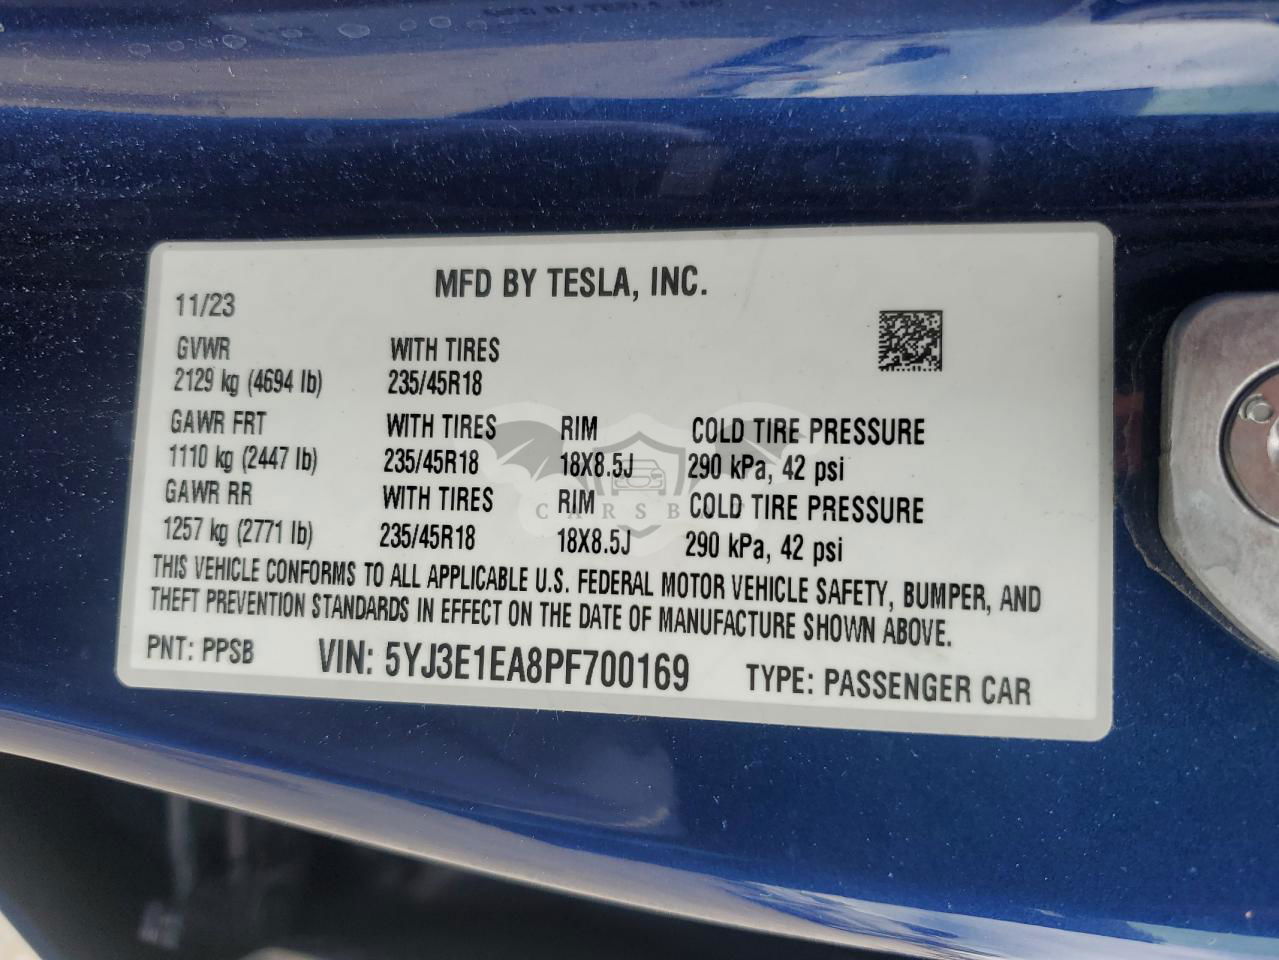 MFD BY TESLA, INC.
11/23
GVWR WITH TIRES
2129 kg (4694 lb) 235/45R18
GAWR FRT WITH TIRES RIM COLD TIRE PRESSURE
1110 kg (2447 lb) 235/45R18 18X8.5J 290 kPa, 42 psi
GAWR RR WITH TIRES RIM COLD TIRE PRESSURE
CARSB
1257 kg (2771 lb) 235/45R18 18X8.5J 290 kPa, 42 psi
THIS VEHICLE CONFORMS TO ALL APPLICABLE U.S. FEDERAL MOTOR VEHICLE SAFETY, BUMPER, AND
THEFT PREVENTION STANDARDS IN EFFECT ON THE DATE OF MANUFACTURE SHOWN ABOVE.
PNT: PPSB VIN: 5YJ3E1EA8PF700169 TYPE: PASSENGER CAR